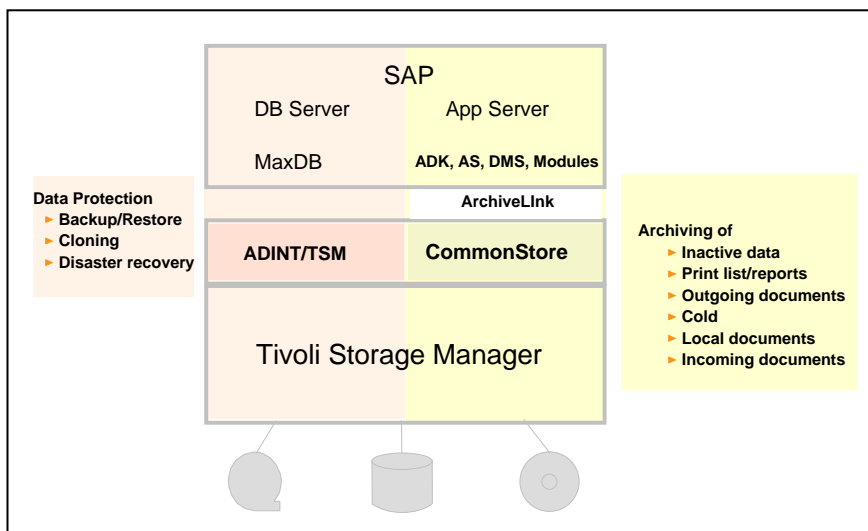 SAP
DB Server
App Server
MaxDB
ADK, AS, DMS, Modules
ArchiveLInk
Data Protection
► Backup/Restore
► Cloning
► Disaster recovery
ADINT/TSM
CommonStore
Archiving of
► Inactive data
► Print list/reports
► Outgoing documents
► Cold
► Local documents
► Incoming documents
Tivoli Storage Manager